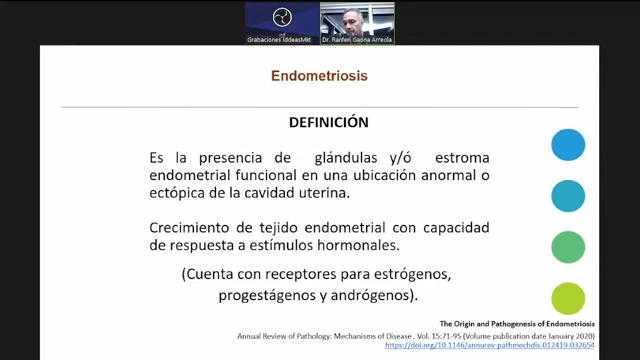 Grabaciones IddeasMkt
Dr. Ranferi Gaona Arreola
Endometriosis
DEFINICIÓN
Es la presencia de glándulas y/ó estroma
endometrial funcional en una ubicación anormal o
ectópica de la cavidad uterina.
Crecimiento de tejido endometrial con capacidad
de respuesta a estímulos hormonales.
(Cuenta con receptores para estrógenos,
progestágenos y andrógenos).
The Origin and Pathogenesis of Endometriosis
Annual Review of Pathology: Mechanisms of Disease . Vol. 15:71-95 (Volume publication date January 2020)
https://doi.org/10.1146/annurev-pathmechdis-012419-032654